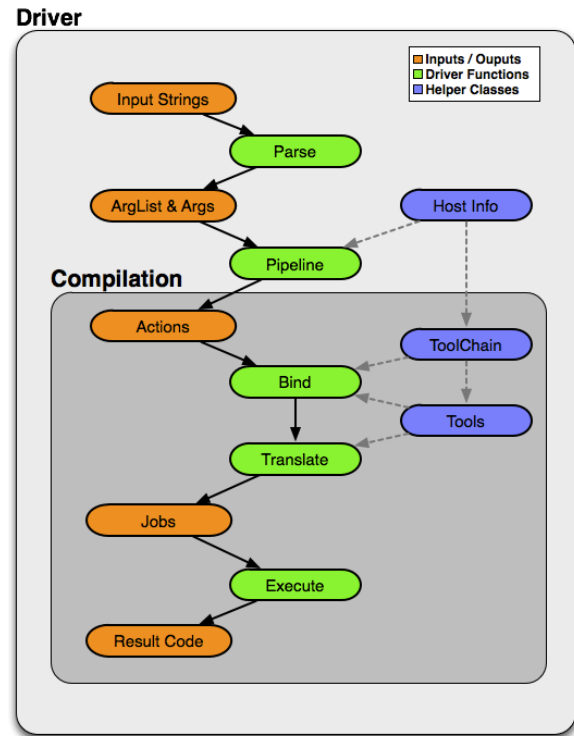 Driver
Inputs / Ouputs
Driver Functions
Helper Classes
Input Strings
Parse
ArgList & Args
Host Info
Pipeline
Compilation
Actions
ToolChain
Bind
Tools
Translate
Jobs
Execute
Result Code